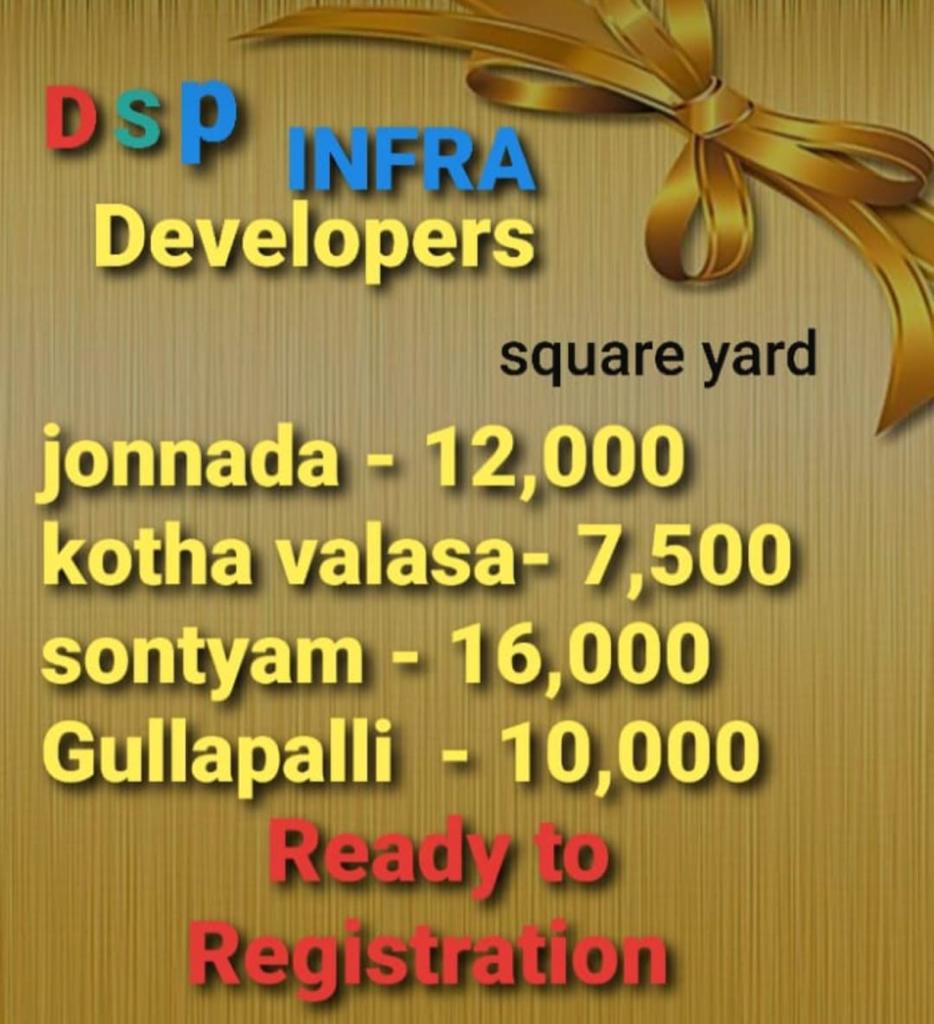 Dsp INFRA
Developers
square yard
jonnada - 12,000
kotha valasa- 7,500
sontyam - 16,000
Gullapalli - 10,000
Ready to
Registration